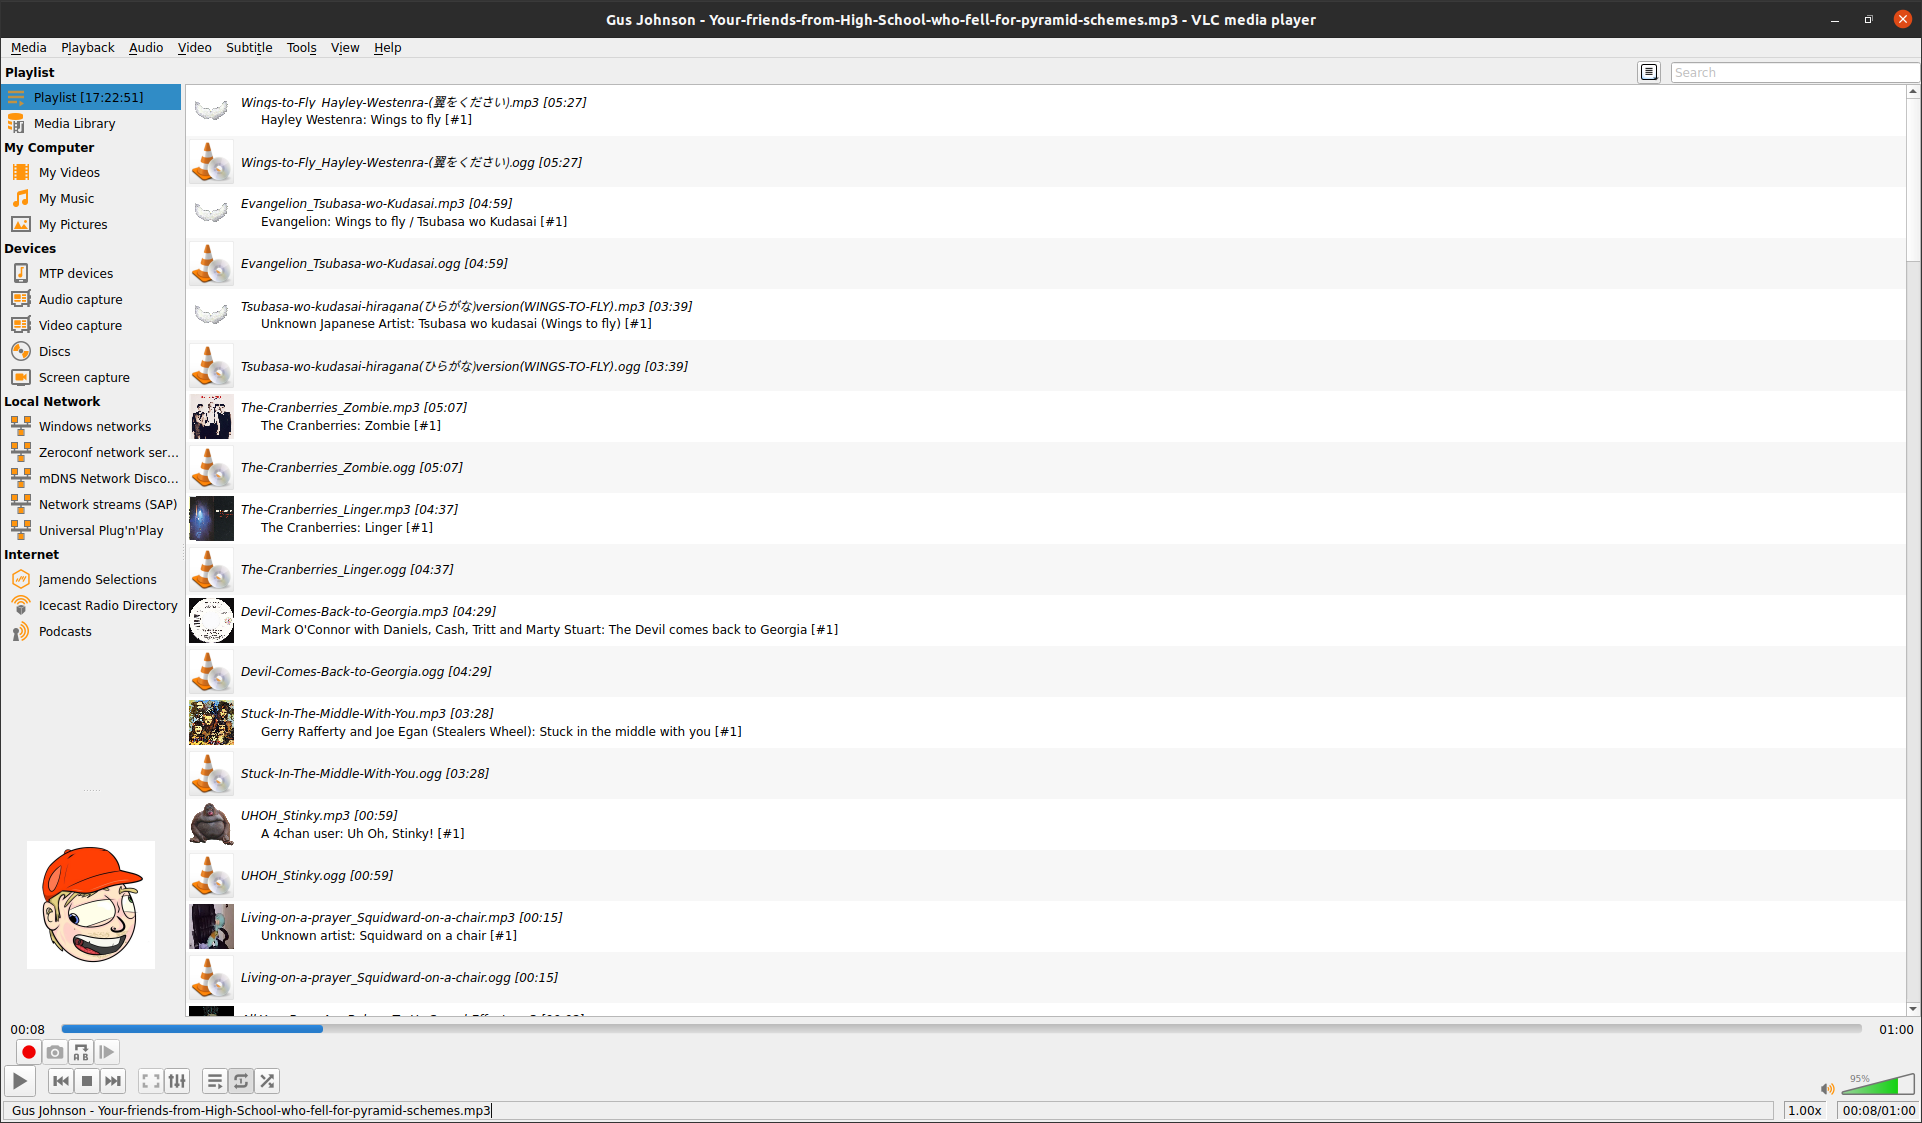 Gus Johnson - Your-friends-from-High-School-who-fell-for-pyramid-schemes.mp3 - VLC media player
Media Playback Audio Video Subtitle Tools View Help
Playlist
Search
Playlist [17:22:51]
Media Library
My Computer
My Videos
My Music
My Pictures
Devices
MTP devices
Audio capture
Video capture
Discs
Screen capture
Local Network
Windows networks
Zeroconf network ser...
mDNS Network Disco...
Network streams (SAP)
Universal Plug'n'Play
Internet
Jamendo Selections
Icecast Radio Directory
Podcasts
Wings-to-Fly_Hayley-Westenra-(翼をください).mp3 [05:27]
Hayley Westenra: Wings to fly [#1]
Wings-to-Fly_Hayley-Westenra-(翼をください).ogg [05:27]
Evangelion_Tsubasa-wo-Kudasai.mp3 [04:59]
Evangelion: Wings to fly / Tsubasa wo Kudasai [#1]
Evangelion_Tsubasa-wo-Kudasai.ogg [04:59]
Tsubasa-wo-kudasai-hiragana(ひらがな)version(WINGS-TO-FLY).mp3 [03:39]
Unknown Japanese Artist: Tsubasa wo kudasai (Wings to fly) [#1]
Tsubasa-wo-kudasai-hiragana(ひらがな)version(WINGS-TO-FLY).ogg [03:39]
The-Cranberries_Zombie.mp3 [05:07]
The Cranberries: Zombie [#1]
The-Cranberries_Zombie.ogg [05:07]
The-Cranberries_Linger.mp3 [04:37]
The Cranberries: Linger [#1]
The-Cranberries_Linger.ogg [04:37]
Devil-Comes-Back-to-Georgia.mp3 [04:29]
Mark O'Connor with Daniels, Cash, Tritt and Marty Stuart: The Devil comes back to Georgia [#1]
Devil-Comes-Back-to-Georgia.ogg [04:29]
Stuck-In-The-Middle-With-You.mp3 [03:28]
Gerry Rafferty and Joe Egan (Stealers Wheel): Stuck in the middle with you [#1]
Stuck-In-The-Middle-With-You.ogg [03:28]
UHOH_Stinky.mp3 [00:59]
A 4chan user: Uh Oh, Stinky! [#1]
UHOH_Stinky.ogg [00:59]
Living-on-a-prayer_Squidward-on-a-chair.mp3 [00:15]
Unknown artist: Squidward on a chair [#1]
Living-on-a-prayer_Squidward-on-a-chair.ogg [00:15]
00:08
01:00
A B
95%
Gus Johnson - Your-friends-from-High-School-who-fell-for-pyramid-schemes.mp3
1.00x
00:08/01:00